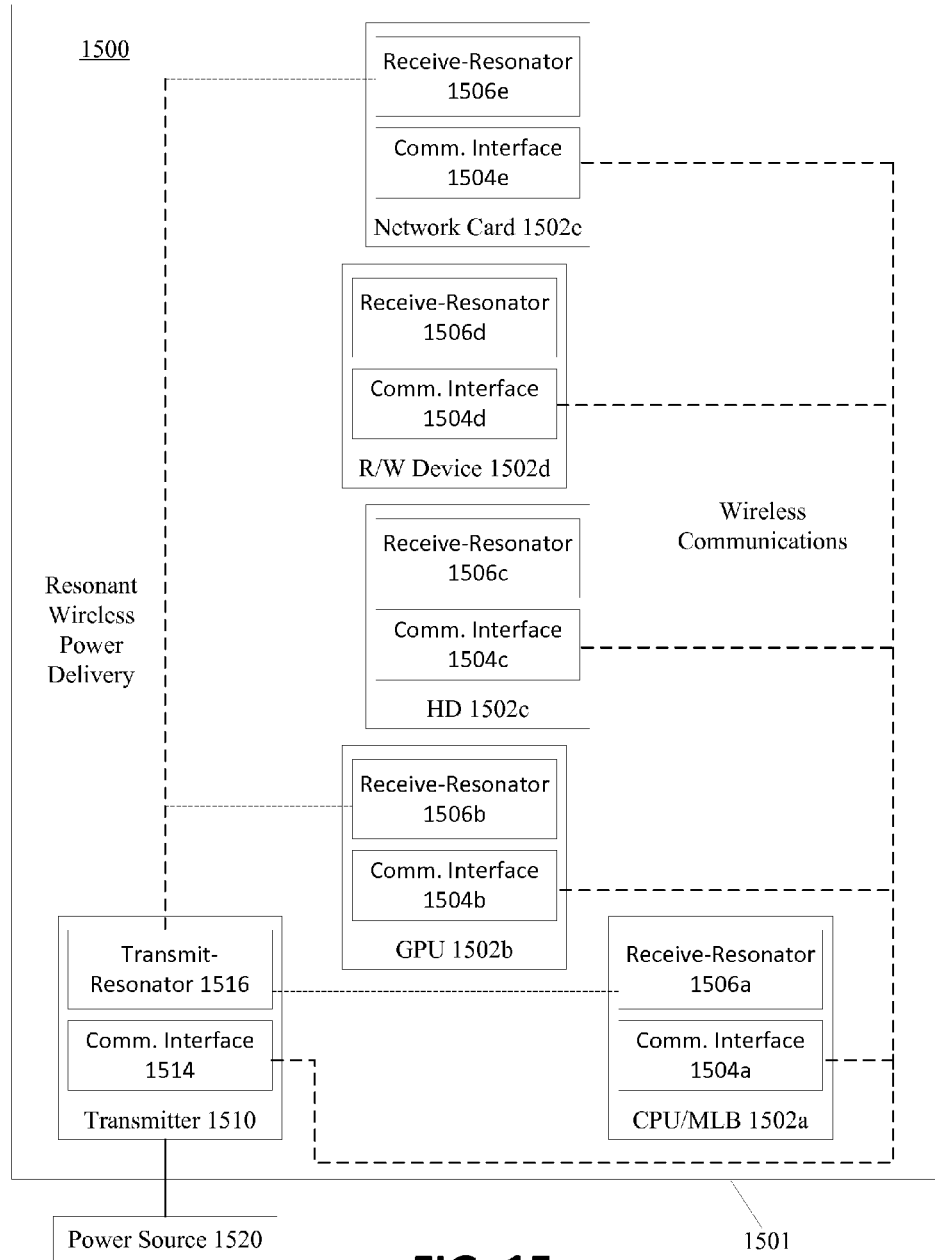 1500
Receive-Resonator
1506e
Comm. Interface
1504e
Network Card 1502e
Receive-Resonator
1506d
Comm. Interface
1504d
R/W Device 1502d
Wireless
Communications
Receive-Resonator
1506c
Comm. Interface
1504c
HD 1502c
Resonant
Wireless
Power
Delivery
Receive-Resonator
1506b
Comm. Interface
1504b
GPU 1502b
Transmit-
Resonator 1516
Comm. Interface
1514
Transmitter 1510
Receive-Resonator
1506a
Comm. Interface
1504a
CPU/MLB 1502a
Power Source 1520
1501
FIG. 15